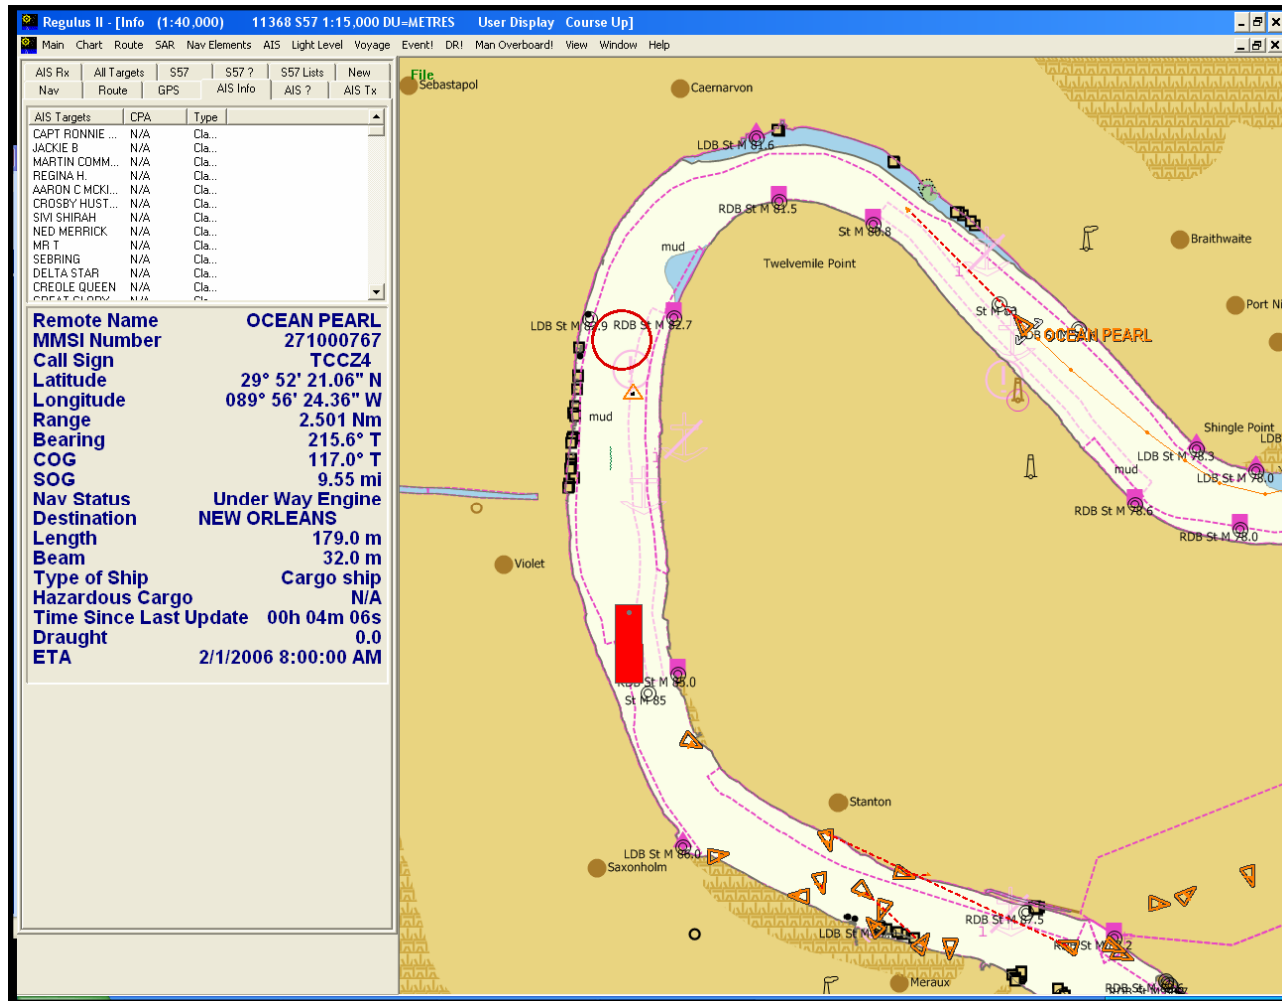 Regulus II - [Info (1:40,000) 11368 S57 1:15,000 DU=METRES User Display Course Up]
Main Chart Route SAR Nav Elements AIS Light Level Voyage Event! DR! Man Overboard! View Window Help
AIS Rx All Targets S57 S57 ? S57 Lists New
Nav Route GPS AIS Info AIS ? AIS Tx
AIS Targets CPA Type
CAPT RONNIE ... N/A Cla...
JACKIE B N/A Cla...
MARTIN COMM... N/A Cla...
REGINA H. N/A Cla...
AARON C MCKI... N/A Cla...
CROSBY HUST... N/A Cla...
SIVI SHIRAH N/A Cla...
NED MERRICK N/A Cla...
MR T N/A Cla...
SEBRING N/A Cla...
DELTA STAR N/A Cla...
CREOLE QUEEN N/A Cla...
Remote Name OCEAN PEARL
MMSI Number 271000767
Call Sign TCCZ4
Latitude 29° 52' 21.06" N
Longitude 089° 56' 24.36" W
Range 2.501 Nm
Bearing 215.6° T
COG 117.0° T
SOG 9.55 mi
Nav Status Under Way Engine
Destination NEW ORLEANS
Length 179.0 m
Beam 32.0 m
Type of Ship Cargo ship
Hazardous Cargo N/A
Time Since Last Update 00h 04m 06s
Draught 0.0
ETA 2/1/2006 8:00:00 AM
File
Sebastapol
Caernarvon
LDB St M 81.6
RDB St M 81.5
St M 80.8
mud
Twelvemile Point
Braithwaite
1
Port Ni
LDB St M 82.9
RDB St M 82.7
St M
OCEAN PEARL
mud
Shingle Point
LDB
LDB St M 78.3
mud
LDB St M 78.0
RDB St M 78.6
RDB St M 78.0
1
Violet
RDB St M 85.0
St M 85
Stanton
LDB St M 86.0
Saxonholm
RDB St M 87.5
1
LDB St M
Meraux